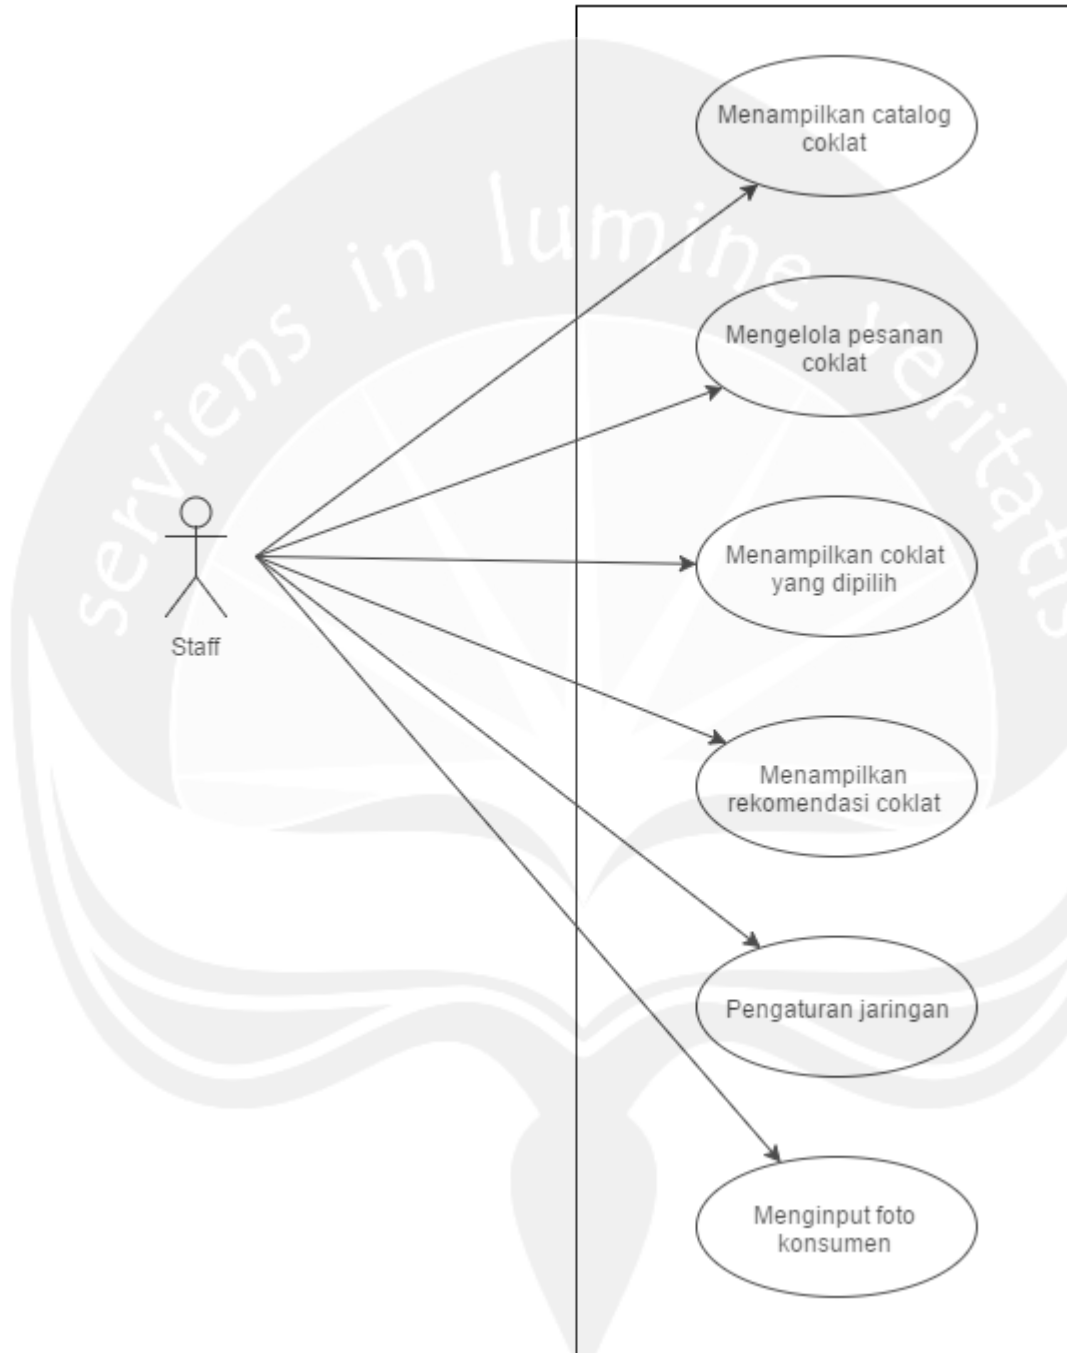 serviens in lumine veritatis
Menampilkan catalog
coklat
Mengelola pesanan
coklat
Menampilkan coklat
yang dipilih
Staff
Menampilkan
rekomendasi coklat
Pengaturan jaringan
Menginput foto
konsumen